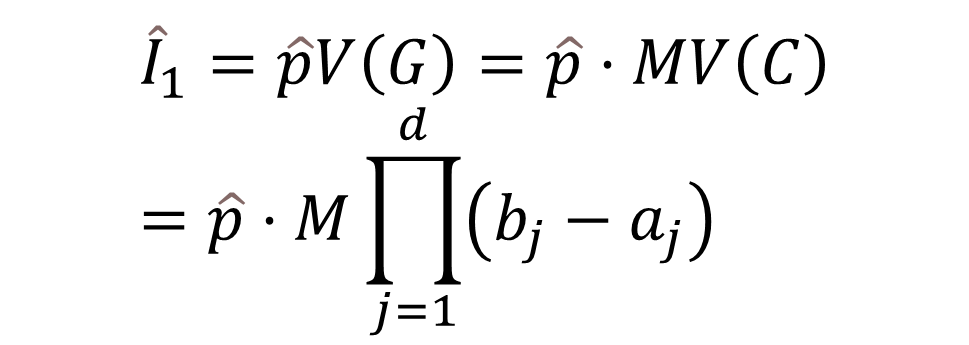 Î₁ = p̂V(G) = p̂ · MV(C)
= p̂ · M ∏_{j=1}^{d} (b_j − a_j)